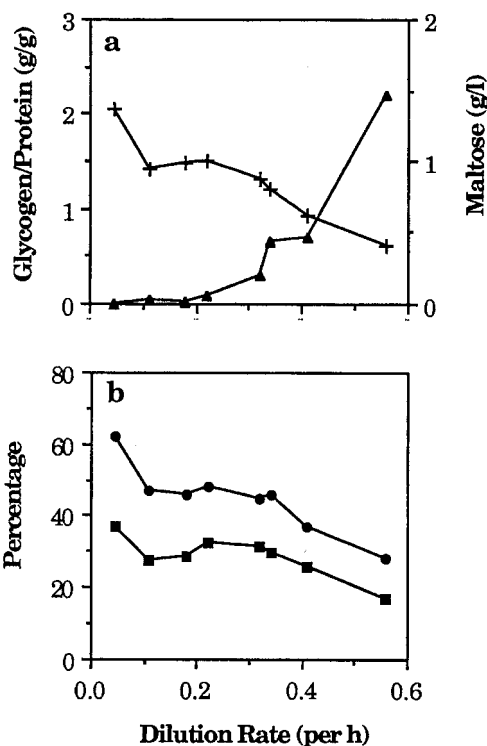 3
2
1
0
Glycogen/Protein (g/g)
a
2
1
0
Maltose (g/l)
80
60
40
20
0
Percentage
b
0.0 0.2 0.4 0.6
Dilution Rate (per h)